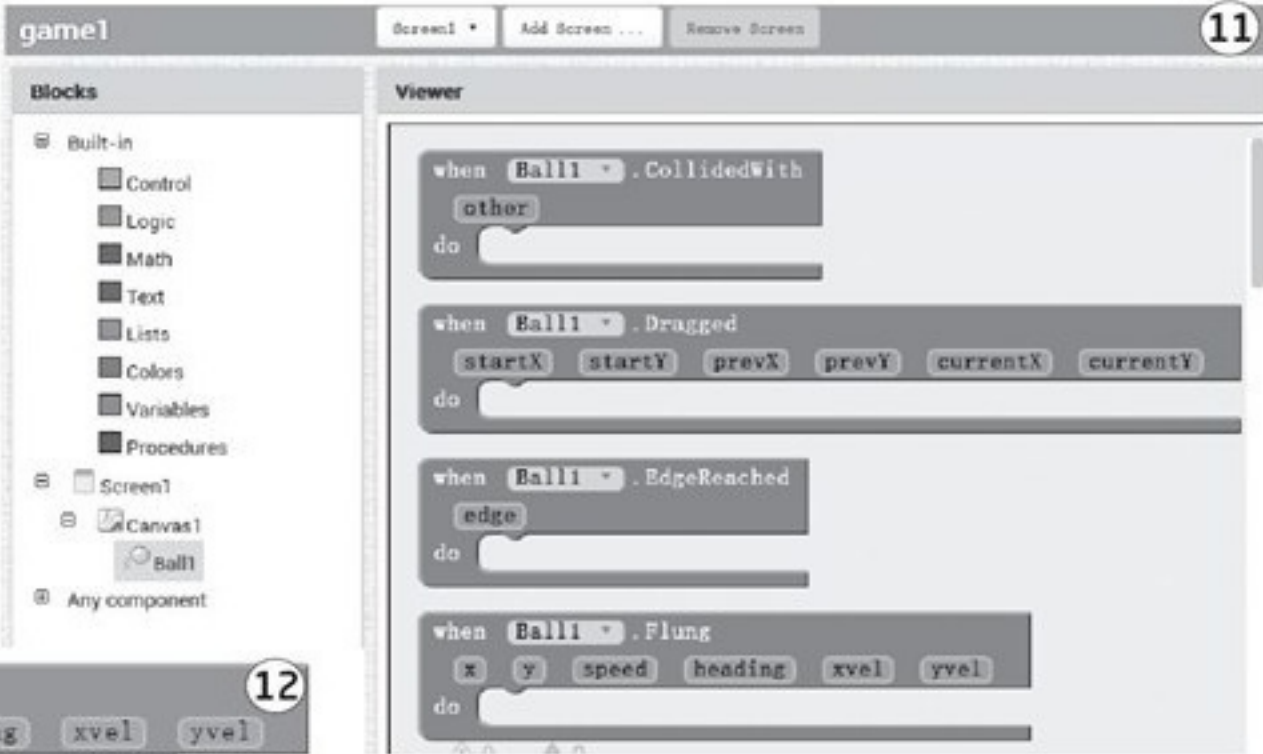 game1
Screen1 Add Screen ... Remove Screen
11
Blocks
Viewer
Built-in
Control
Logic
Math
Text
Lists
Colors
Variables
Procedures
Screen1
Canvas1
Ball1
Any component
when Ball1 .CollidedWith
other
do
when Ball1 .Dragged
startX startY prevX prevY currentX currentY
do
when Ball1 .EdgeReached
edge
do
when Ball1 .Flung
x y speed heading xvel yvel
do
12
g xvel yvel